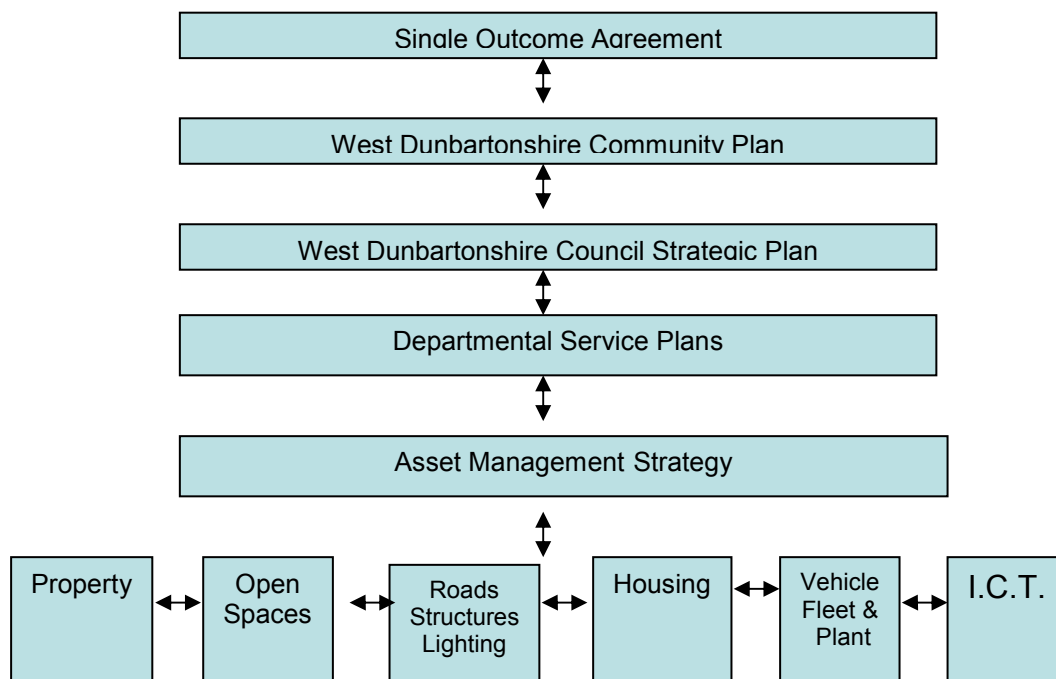 Single Outcome Agreement
West Dunbartonshire Community Plan
West Dunbartonshire Council Strategic Plan
Departmental Service Plans
Asset Management Strategy
Property
Open
Spaces
Roads
Structures
Lighting
Housing
Vehicle
Fleet &
Plant
I.C.T.